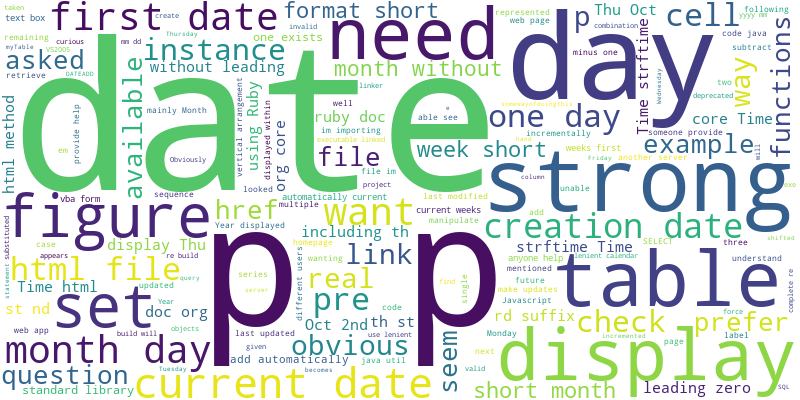 taken
create
first date
format short
need
Thu Oct
cell
represented
web page
following
yyyy mm
text box
invalid
remaining
curious
mm dd
Thursday
myTable
VS2005
instance
one exists
date
day
p
minus one
code java
combination
subtract
asked
DATEADD
retrieve
without leading
month without
Time strftime
way
functions
available
linker
two
deprecated
provide help
mainly Month
vertical arrangement
using Ruby
displayed within
well
ruby doc
im importing
executable linked
e
able see
somewayofdoingthis
one day
incrementally
core Time
someone provide
Wednesday
example
html method
em
Obviously
org core
file
week short
weeks first
friday
another server
will
sequence
looked
file im
automatically current
project
have
column
unable
exe
strong
figure
vba form
multiple
href
want
last modified
current weeks
add
manipulate
shifted
creation date
substituted
case
appears
display Thu
p p
including th
link
table
SELECT
three
anyone help
lenient calendar
strftime Time
mentioned
future
understand
html file
re build
homepage
wanting
series
real
different users
code
find
single
make updates
Javascript
force
complete re
statement
Time html
updated
Year
query
server
pre
st nd
set
doc org
objects
Oct 2nd
th st
rd suffix
check
prefer
web app
build will
last updated
obvious
use lenient
Monday
incremented
page
label
month day
given
add automatically
java util
seem
next
valid
display
question
Tuesday
becomes
standard library
current date
short month
leading zero
SQL
Year displayed